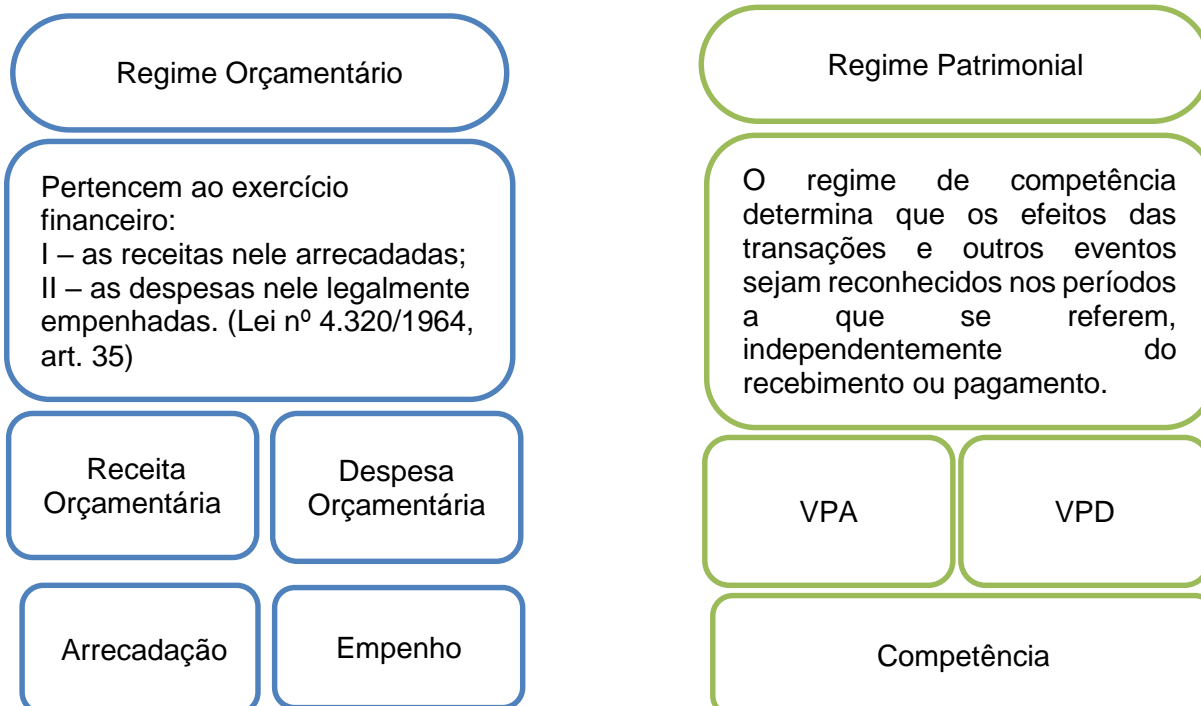 Regime Orçamentário
Pertencem ao exercício
financeiro:
I – as receitas nele arrecadadas;
II – as despesas nele legalmente
empenhadas. (Lei nº 4.320/1964,
art. 35)
Receita
Orçamentária
Despesa
Orçamentária
Arrecadação
Empenho
Regime Patrimonial
O regime de competência
determina que os efeitos das
transações e outros eventos
sejam reconhecidos nos períodos
a que se referem,
independentemente do
recebimento ou pagamento.
VPA
VPD
Competência